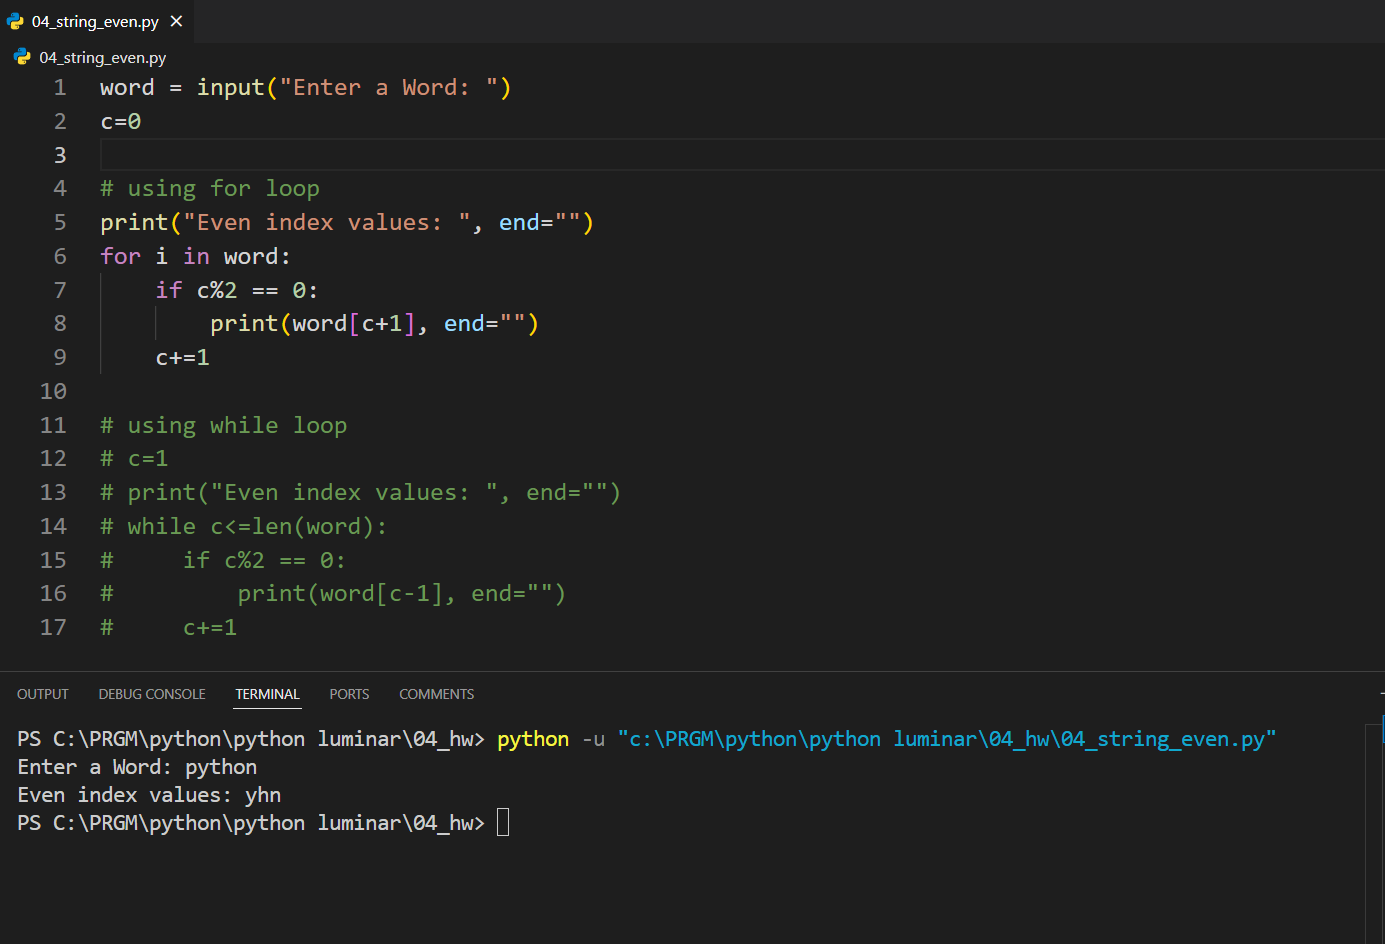 04_string_even.py
04_string_even.py
1 word = input("Enter a Word: ")
2 c=0
3
4 # using for loop
5 print("Even index values: ", end="")
6 for i in word:
7     if c%2 == 0:
8         print(word[c+1], end="")
9     c+=1
10
11 # using while loop
12 # c=1
13 # print("Even index values: ", end="")
14 # while c<=len(word):
15 #     if c%2 == 0:
16 #         print(word[c-1], end="")
17 #     c+=1
OUTPUT DEBUG CONSOLE TERMINAL PORTS COMMENTS
PS C:\PRGM\python\python luminar\04_hw> python -u "c:\PRGM\python\python luminar\04_hw\04_string_even.py"
Enter a Word: python
Even index values: yhn
PS C:\PRGM\python\python luminar\04_hw>